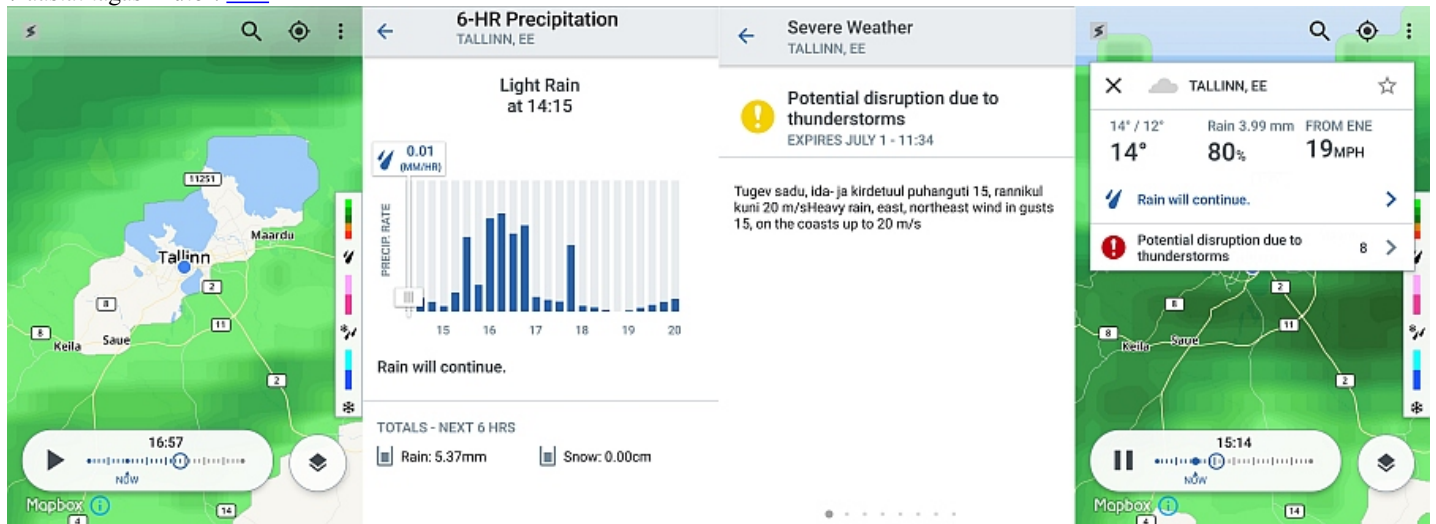 11251
Maardu
Tallinn
2
8
11
8
Keila
Saue
2
16:57
NOW
Mapbox
14
4
6-HR Precipitation
TALLINN, EE
Light Rain
at 14:15
0.01
(MM/HR)
PRECIP. RATE
15 16 17 18 19 20
Rain will continue.
TOTALS - NEXT 6 HRS
Rain: 5.37mm Snow: 0.00cm
Severe Weather
TALLINN, EE
Potential disruption due to
thunderstorms
EXPIRES JULY 1 - 11:34
Tugev sadu, ida- ja kirdetuul puhanguti 15, rannikul
kuni 20 m/sHeavy rain, east, northeast wind in gusts
15, on the coasts up to 20 m/s
TALLINN, EE
14° / 12° Rain 3.99 mm FROM ENE
14° 80% 19MPH
Rain will continue.
Potential disruption due to
thunderstorms
8
2
8
11
8
Keila
Saue
2
15:14
NOW
Mapbox
14
4